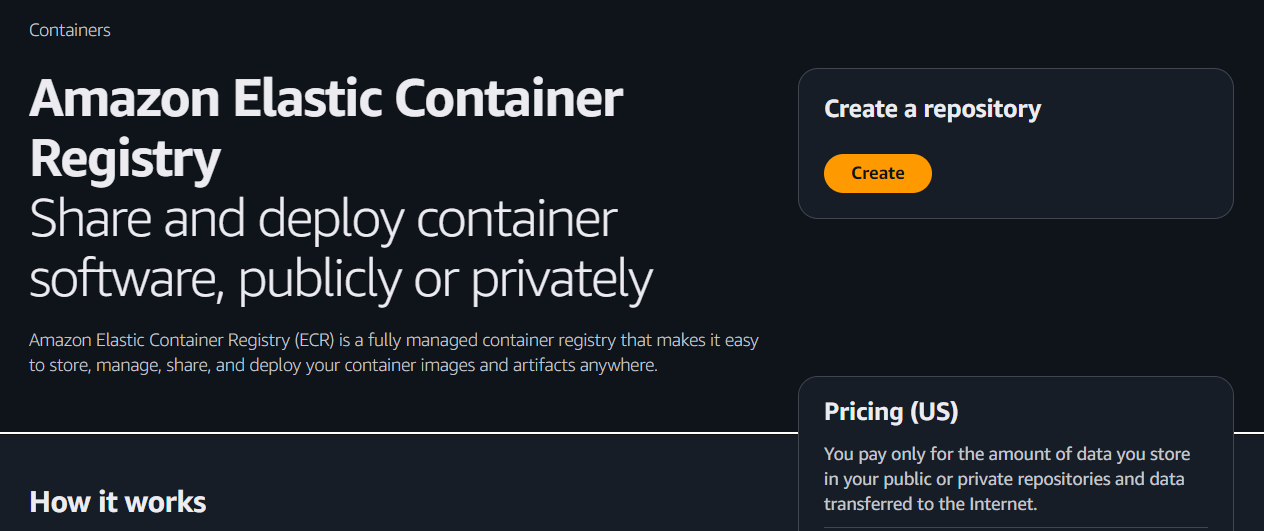 Containers
Amazon Elastic Container
Registry
Share and deploy container
software, publicly or privately
Amazon Elastic Container Registry (ECR) is a fully managed container registry that makes it easy
to store, manage, share, and deploy your container images and artifacts anywhere.
Create a repository
Create
Pricing (US)
You pay only for the amount of data you store
in your public or private repositories and data
transferred to the Internet.
How it works